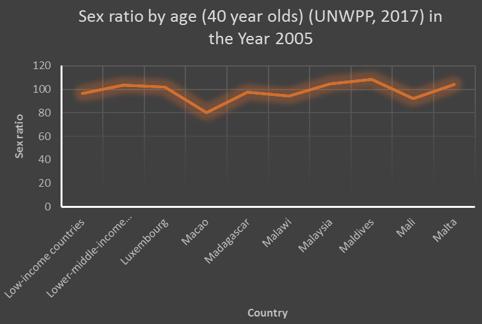 Sex ratio by age (40 year olds) (UNWPP, 2017) in
the Year 2005
120
100
80
60
40
20
0
Sex ratio
Low-income countries
Lower-middle-income...
Luxembourg
Macao
Madagascar
Malawi
Malaysia
Maldives
Mali
Malta
Country